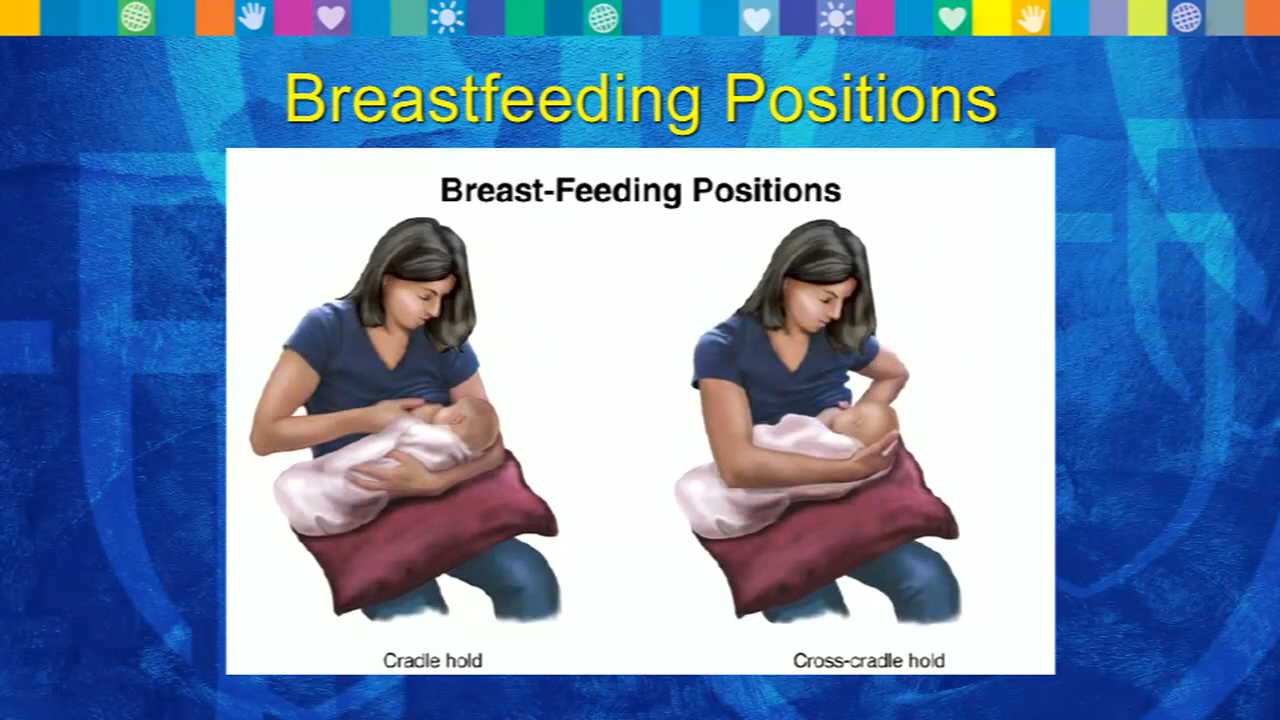 Breastfeeding Positions
Breast-Feeding Positions
Cradle hold
Cross-cradle hold